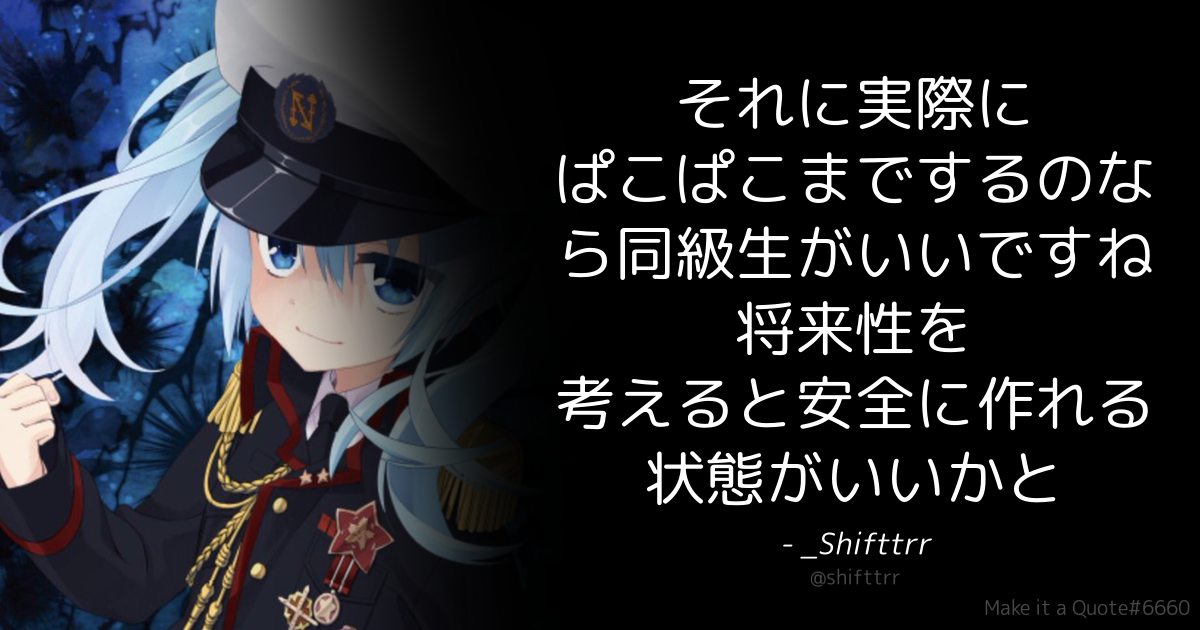 それに実際に
ぱこぱこまでするのな
ら同級生がいいですね
将来性を
考えると安全に作れる
状態がいいかと
- _Shifttrr
@shifttrr
Make it a Quote#6660
N